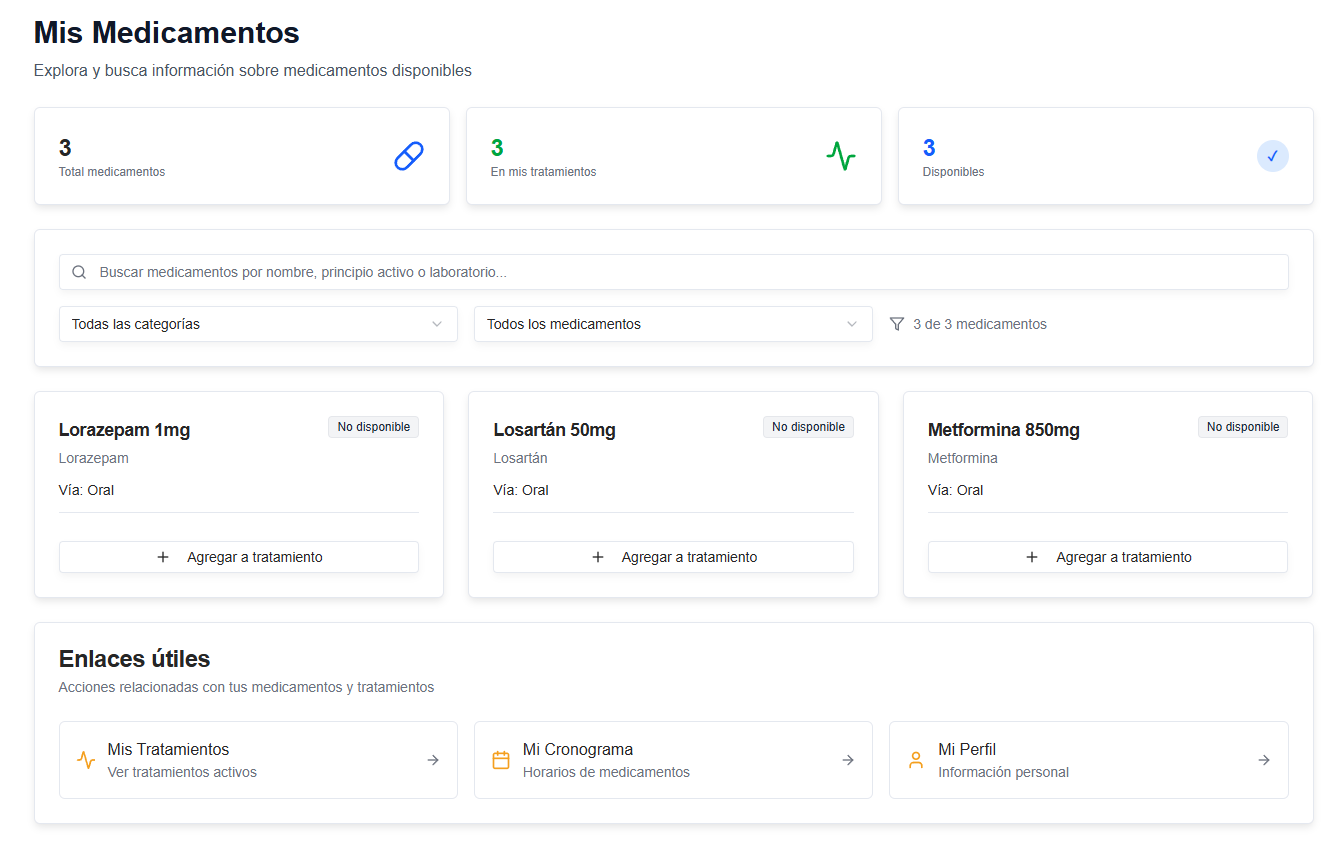 Mis Medicamentos
Explora y busca información sobre medicamentos disponibles
3
Total medicamentos
3
En mis tratamientos
3
Disponibles
Buscar medicamentos por nombre, principio activo o laboratorio...
Todas las categorías
Todos los medicamentos
3 de 3 medicamentos
Lorazepam 1mg
No disponible
Lorazepam
Vía: Oral
Agregar a tratamiento
Losartán 50mg
No disponible
Losartán
Vía: Oral
Agregar a tratamiento
Metformina 850mg
No disponible
Metformina
Vía: Oral
Agregar a tratamiento
Enlaces útiles
Acciones relacionadas con tus medicamentos y tratamientos
Mis Tratamientos
Ver tratamientos activos
Mi Cronograma
Horarios de medicamentos
Mi Perfil
Información personal